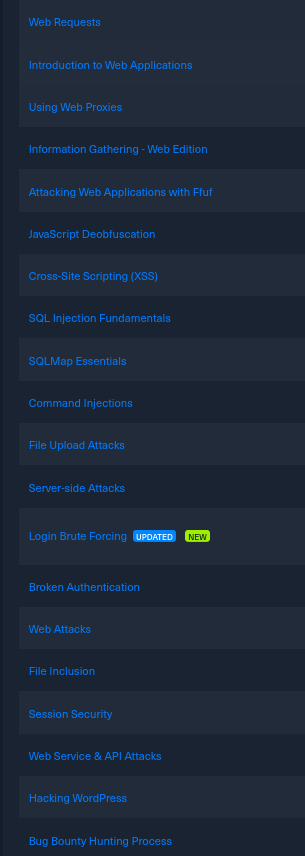 Web Requests
Introduction to Web Applications
Using Web Proxies
Information Gathering - Web Edition
Attacking Web Applications with Ffuf
JavaScript Deobfuscation
Cross-Site Scripting (XSS)
SQL Injection Fundamentals
SQLMap Essentials
Command Injections
File Upload Attacks
Server-side Attacks
Login Brute Forcing UPDATED NEW
Broken Authentication
Web Attacks
File Inclusion
Session Security
Web Service & API Attacks
Hacking WordPress
Bug Bounty Hunting Process